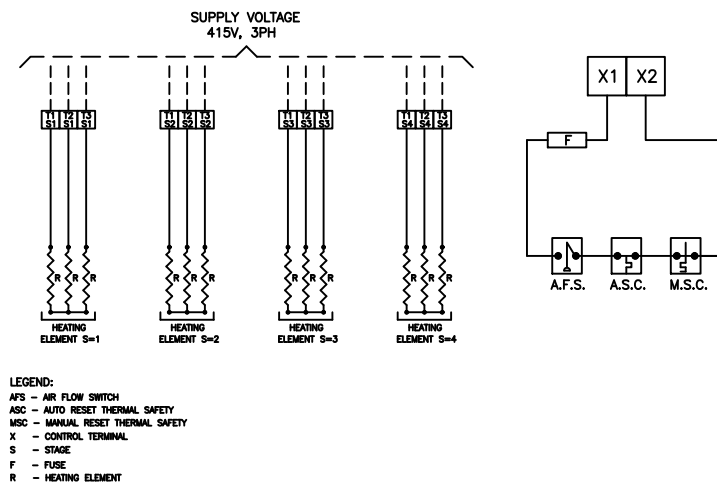 SUPPLY VOLTAGE
415V, 3PH
X1 X2
T1 T2 T3 T1 T2 T3 T1 T2 T3 T1 T2 T3
S1 S1 S1 S2 S2 S2 S3 S3 S3 S4 S4 S4
F
R R R R R R R R R R R R
A.F.S. A.S.C. M.S.C.
HEATING HEATING HEATING HEATING
ELEMENT S=1 ELEMENT S=2 ELEMENT S=3 ELEMENT S=4
LEGEND:
AFS – AIR FLOW SWITCH
ASC – AUTO RESET THERMAL SAFETY
MSC – MANUAL RESET THERMAL SAFETY
X – CONTROL TERMINAL
S – STAGE
F – FUSE
R – HEATING ELEMENT